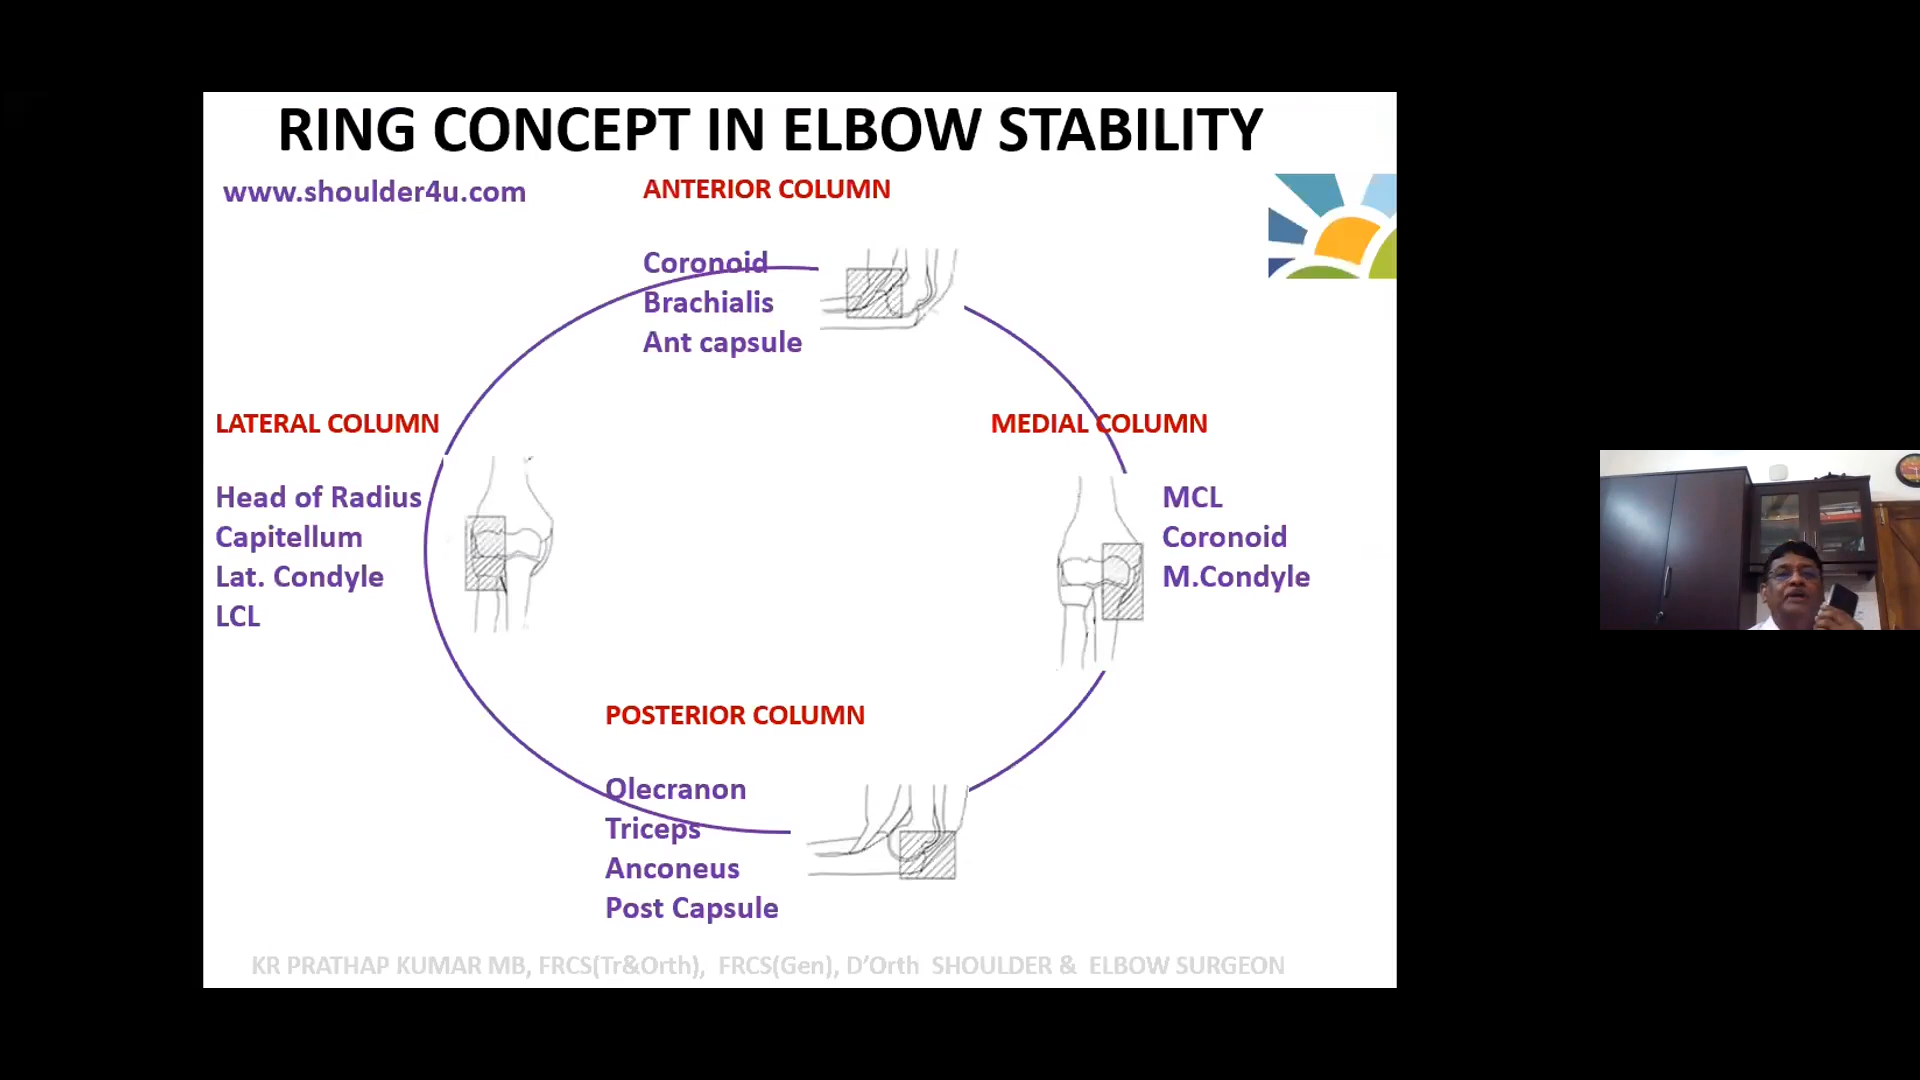 RING CONCEPT IN ELBOW STABILITY
www.shoulder4u.com
ANTERIOR COLUMN
Coronoid
Brachialis
Ant capsule
LATERAL COLUMN
Head of Radius
Capitellum
Lat. Condyle
LCL
MEDIAL COLUMN
MCL
Coronoid
M.Condyle
POSTERIOR COLUMN
Olecranon
Triceps
Anconeus
Post Capsule
KR PRATHAP KUMAR MB, FRCS(Tr&Orth), FRCS(Gen), D’Orth SHOULDER & ELBOW SURGEON